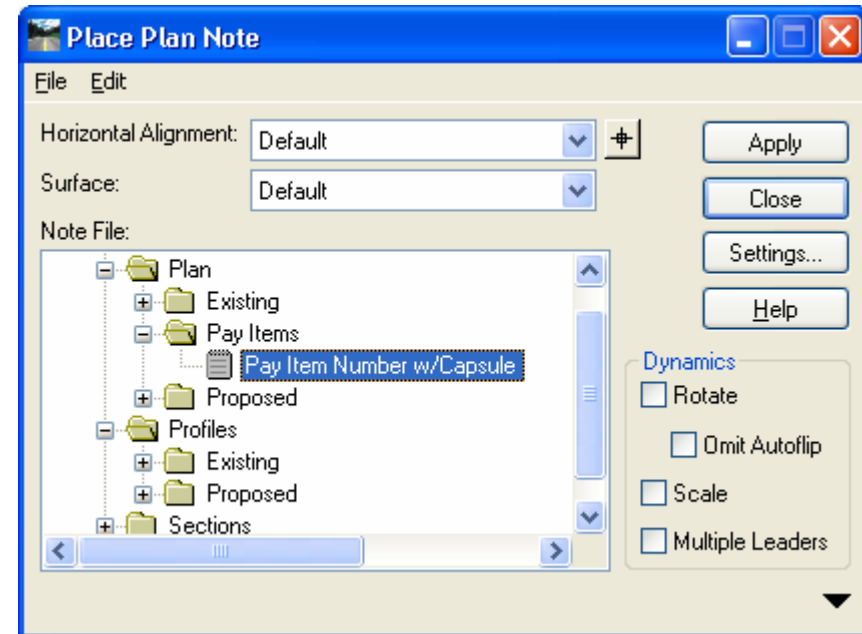 Place Plan Note
File Edit
Horizontal Alignment: Default
Apply
Surface: Default
Close
Note File:
Settings...
Plan
Existing
Help
Pay Items
Pay Item Number w/Capsule
Dynamics
Proposed
Rotate
Profiles
Omit Autoflip
Existing
Scale
Proposed
Sections
Multiple Leaders